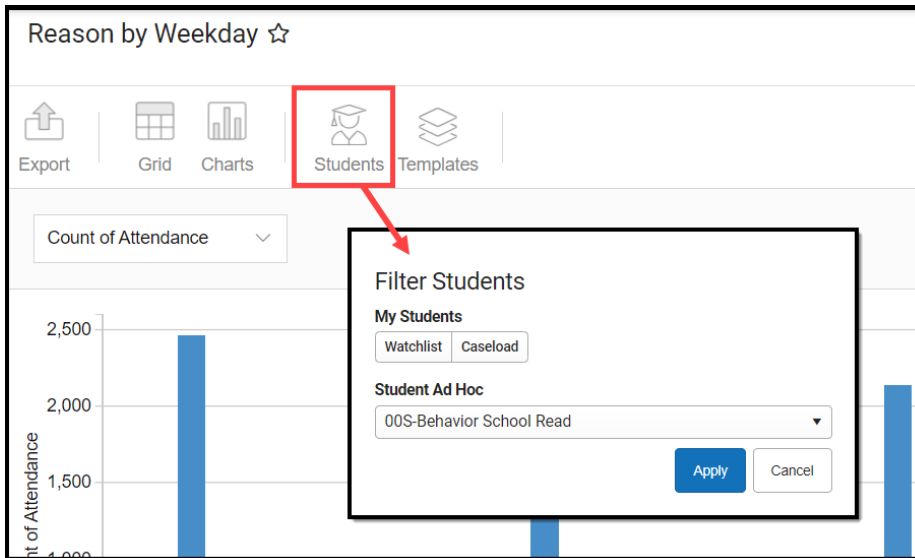 Reason by Weekday
Export Grid Charts Students Templates
Count of Attendance
Filter Students
My Students
Watchlist Caseload
Student Ad Hoc
00S-Behavior School Read
Apply Cancel
2,500
2,000
1,500
of Attendance